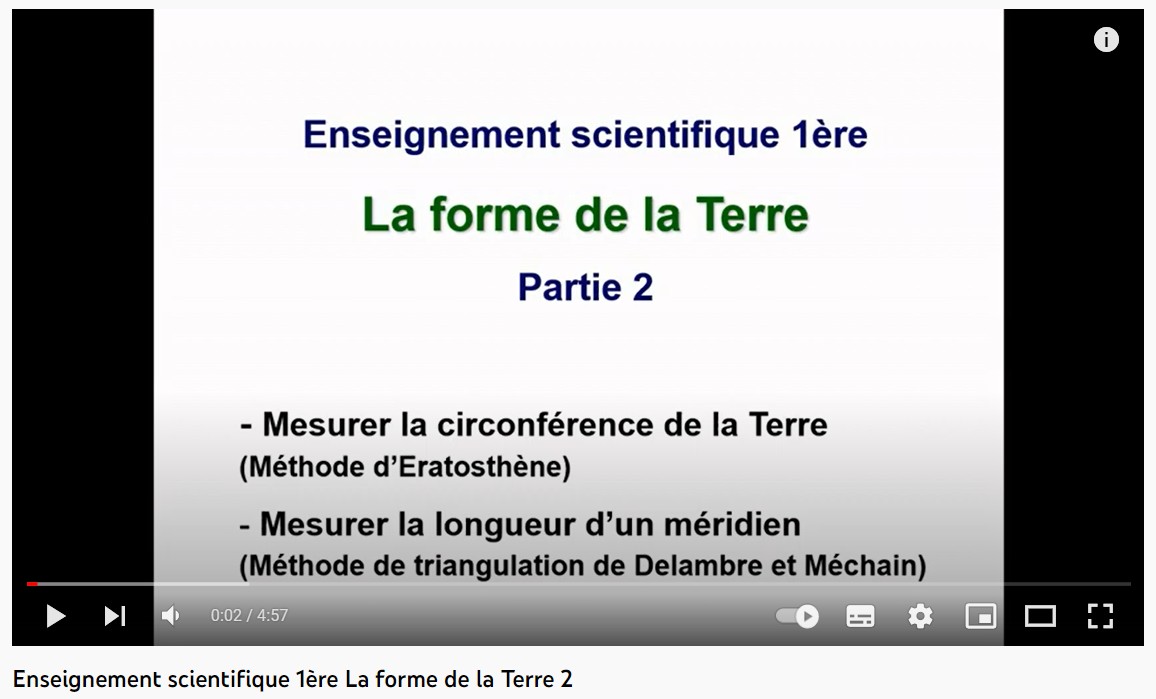 i
Enseignement scientifique 1ère
La forme de la Terre
Partie 2
- Mesurer la circonférence de la Terre
(Méthode d'Eratosthène)
- Mesurer la longueur d'un méridien
(Méthode de triangulation de Delambre et Méchain)
0:02 / 4:57
Enseignement scientifique 1ère La forme de la Terre 2